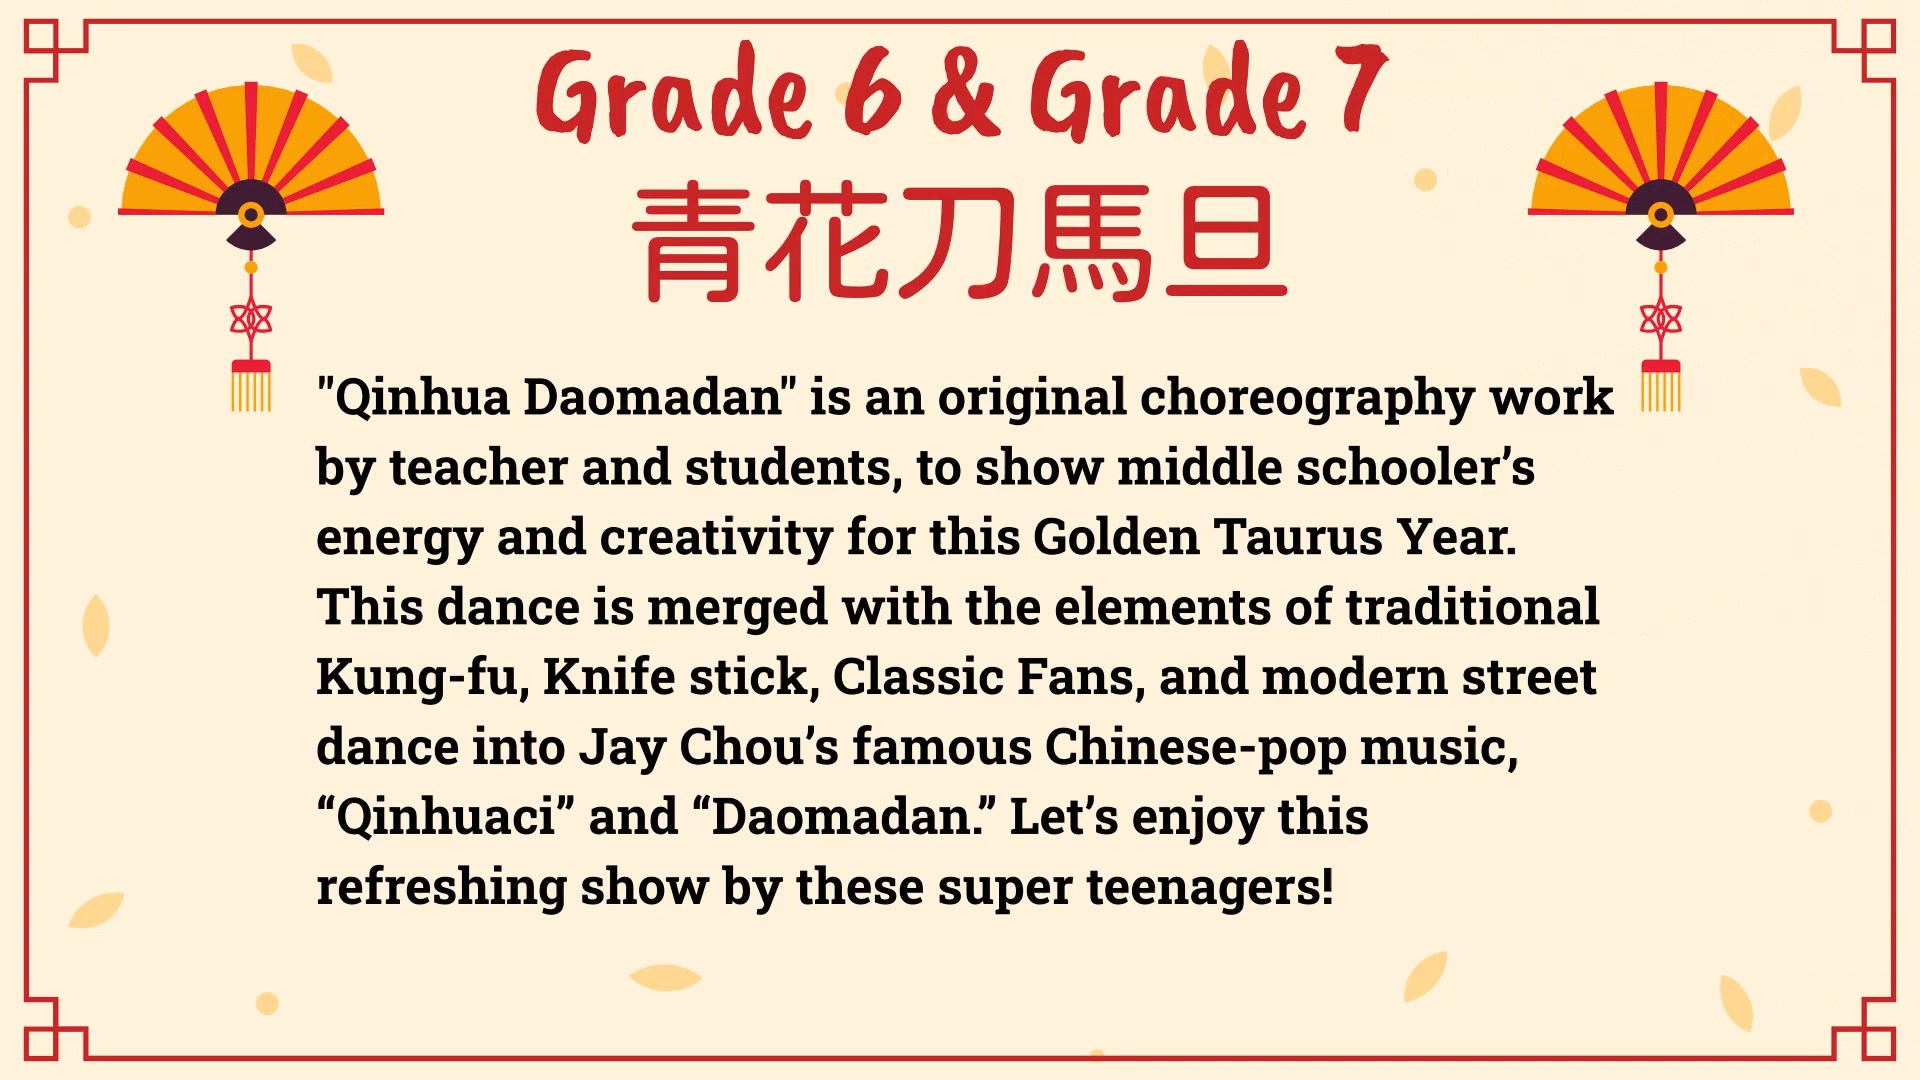 Grade 6 & Grade 7
青花刀馬旦
"Qinhua Daomadan" is an original choreography work
by teacher and students, to show middle schooler’s
energy and creativity for this Golden Taurus Year.
This dance is merged with the elements of traditional
Kung-fu, Knife stick, Classic Fans, and modern street
dance into Jay Chou’s famous Chinese-pop music,
“Qinhuaci” and “Daomadan.” Let’s enjoy this
refreshing show by these super teenagers!